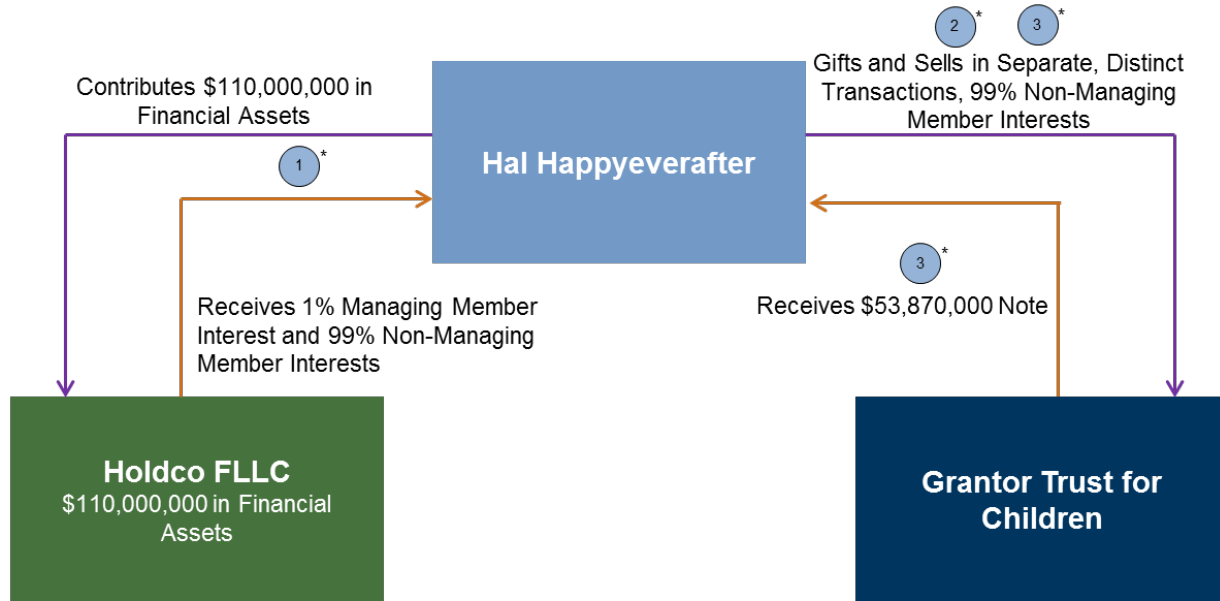 2 * 3 *
Gifts and Sells in Separate, Distinct
Transactions, 99% Non-Managing
Member Interests
Contributes $110,000,000 in
Financial Assets
1 *
Hal Happyeverafter
3 *
Receives $53,870,000 Note
Receives 1% Managing Member
Interest and 99% Non-Managing
Member Interests
Holdco FLLC
$110,000,000 in Financial
Assets
Grantor Trust for
Children